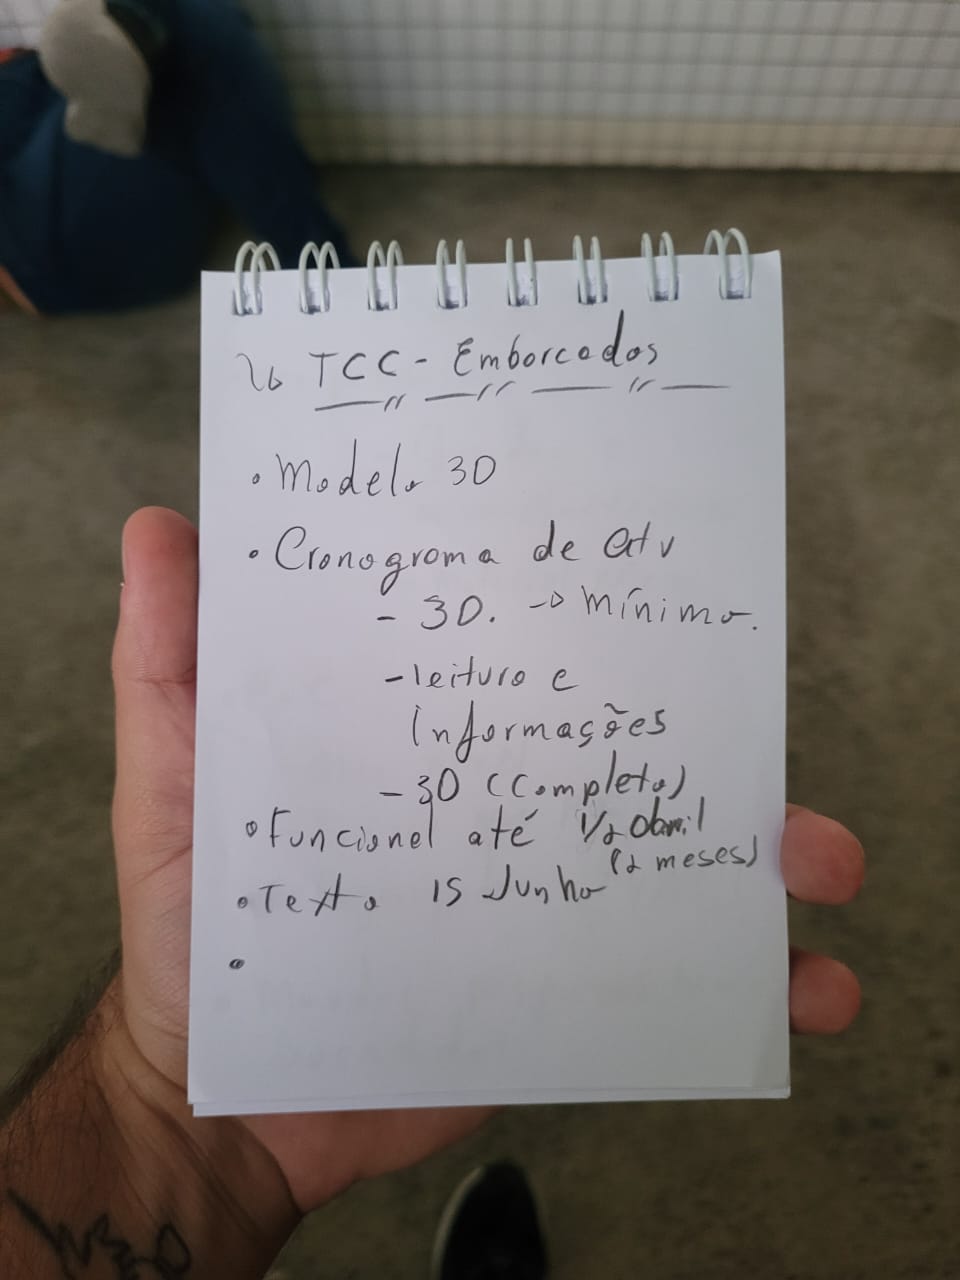 ↳ TCC - Embarcados
• Modelo 3D
• Cronograma de atv
- 3D. -> Mínimo.
- leitura e
informações
- 3D (Completo)
• Funcional até 1/2 abril
(2 meses)
• Texto 15 Junho
•